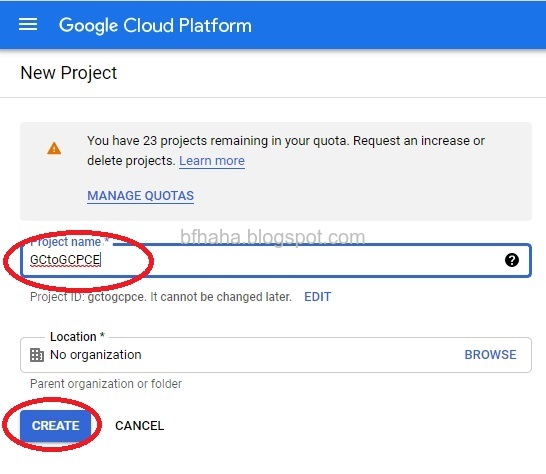 Google Cloud Platform
New Project
You have 23 projects remaining in your quota. Request an increase or
delete projects. Learn more
MANAGE QUOTAS
bfhaha.blogspot.com
Project name *
GCtoGCPCE
Project ID: gctogcpce. It cannot be changed later. EDIT
Location *
No organization BROWSE
Parent organization or folder
CREATE CANCEL